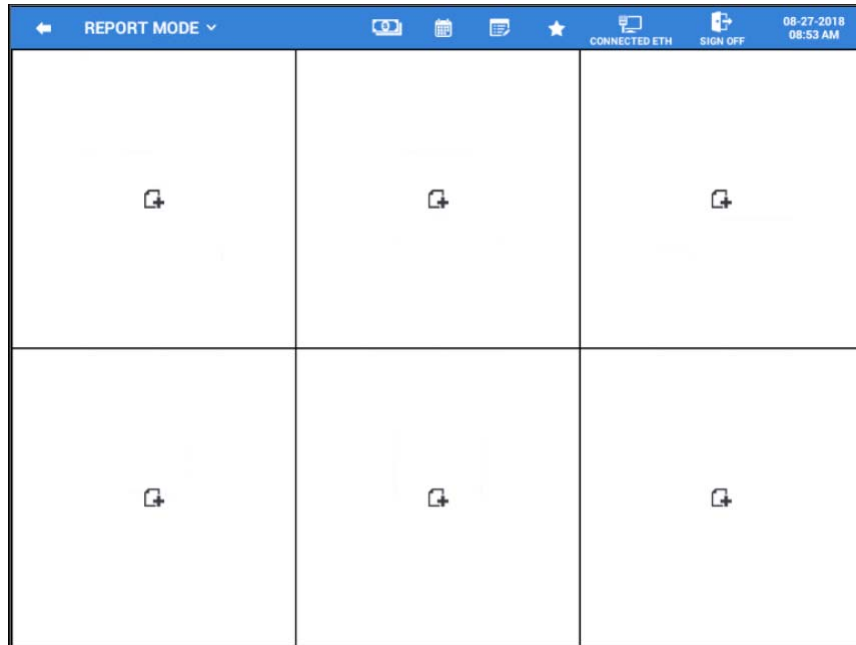 REPORT MODE
CONNECTED ETH
SIGN OFF
08-27-2018
08:53 AM